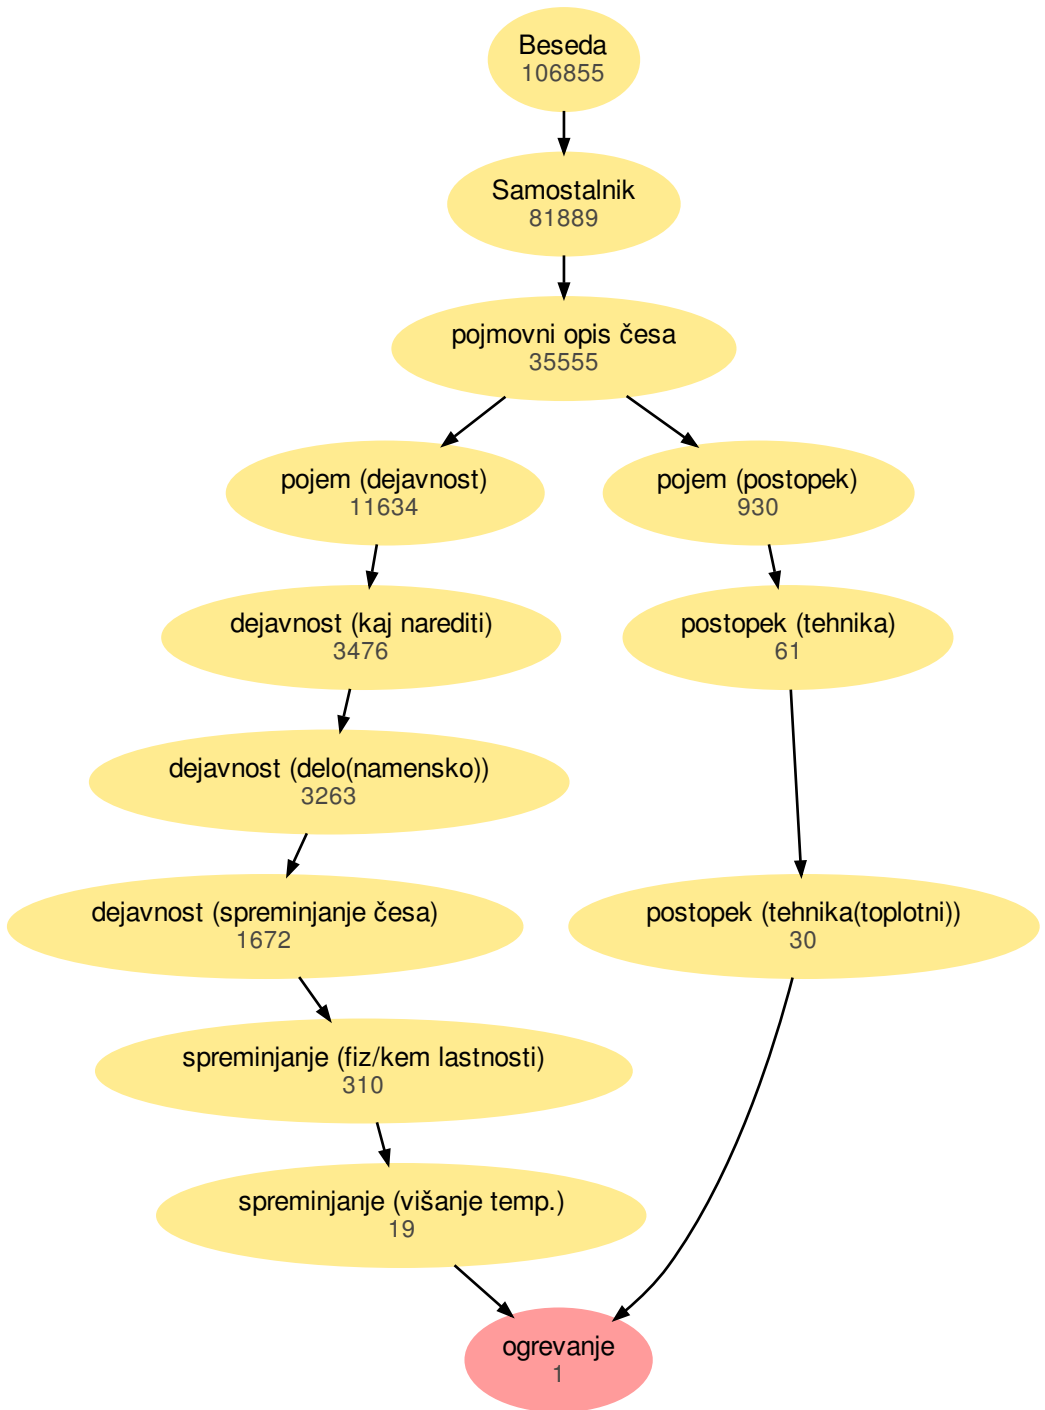 Beseda
106855
Samostalnik
81889
pojmovni opis česa
35555
pojem (dejavnost)
11634
pojem (postopek)
930
dejavnost (kaj narediti)
3476
postopek (tehnika)
61
dejavnost (delo(namensko))
3263
dejavnost (spreminjanje česa)
1672
postopek (tehnika(toplotni))
30
spreminjanje (fiz/kem lastnosti)
310
spreminjanje (višanje temp.)
19
ogrevanje
1